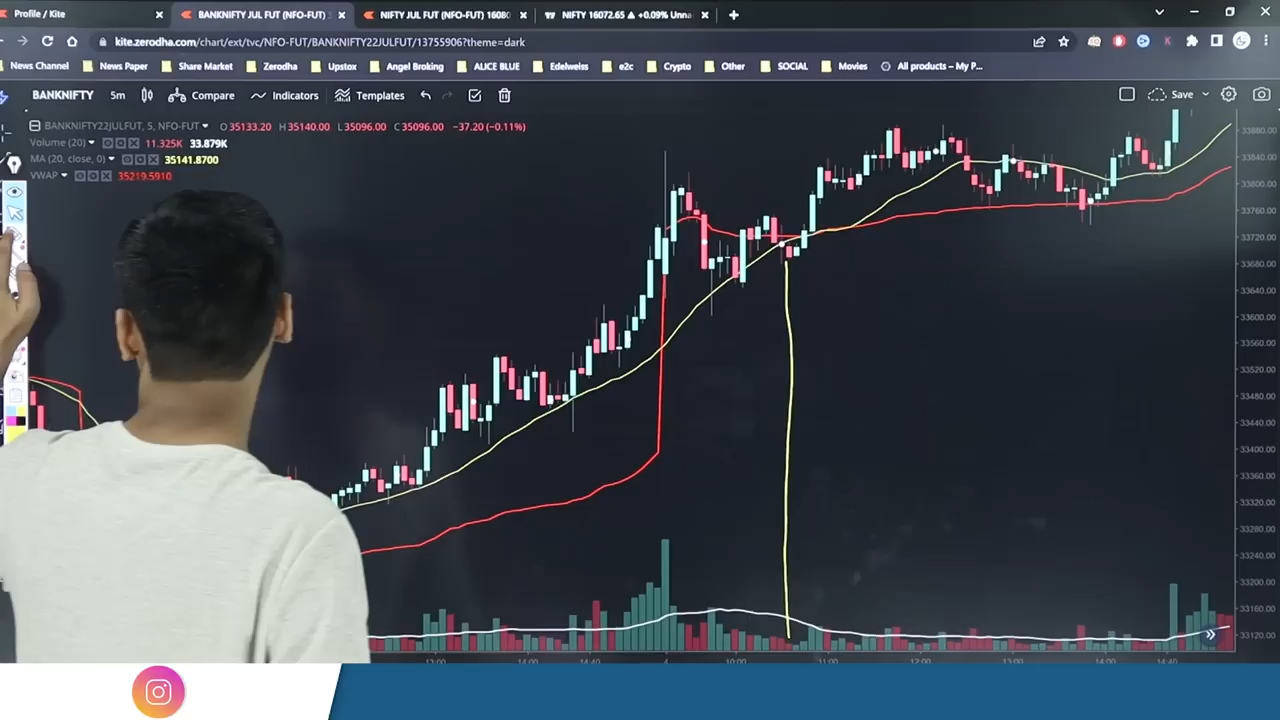 Profile / Kite
BANKNIFTY JUL FUT (NFO-FUT)
NIFTY JUL FUT (NFO-FUT) 16080
NIFTY 16072.65 ▲ +0.09% Unna
kite.zerodha.com/chart/ext/tvc/NFO-FUT/BANKNIFTY22JULFUT/13755906?theme=dark
News Channel News Paper Share Market Zerodha Upstox Angel Broking ALICE BLUE Edelweiss e2c Crypto Other SOCIAL Movies All products – My P...
BANKNIFTY 5m Compare Indicators Templates Save
BANKNIFTY22JULFUT, 5, NFO-FUT O35133.20 H35140.00 L35096.00 C35096.00 −37.20 (−0.11%)
Volume (20) 11.325K 33.879K
MA (20, close, 0) 35141.8700
VWAP 35219.5910
33880.00
33840.00
33800.00
33760.00
33720.00
33680.00
33640.00
33600.00
33560.00
33520.00
33480.00
33440.00
33400.00
33360.00
33320.00
33280.00
33240.00
33200.00
33160.00
33120.00
13:00 14:00 14:40 4 10:00 11:00 12:00 13:00 14:00 14:40